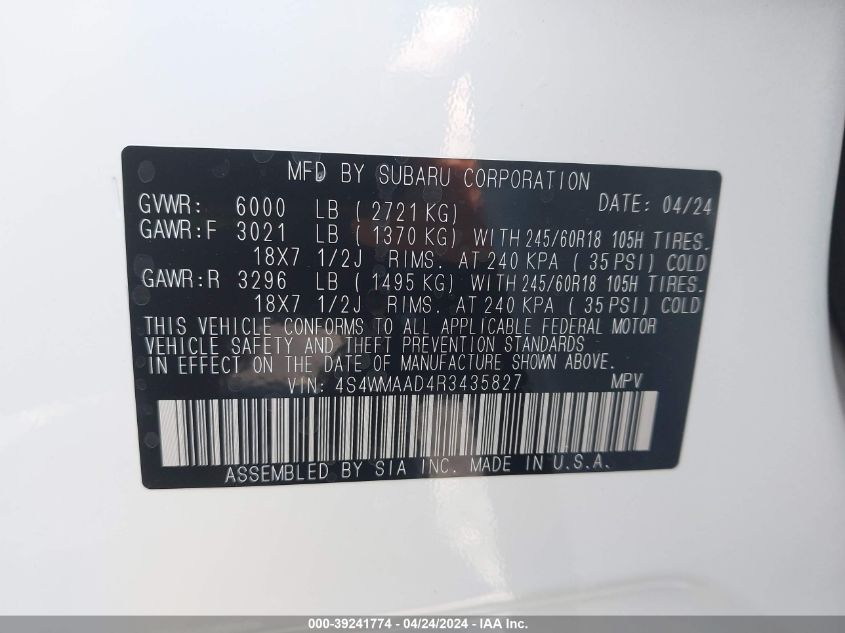 MFD BY SUBARU CORPORATION
GVWR: 6000 LB ( 2721 KG) DATE: 04/24
GAWR:F 3021 LB ( 1370 KG) WITH 245/60R18 105H TIRES.
18X7 1/2J RIMS. AT 240 KPA ( 35 PSI) COLD
GAWR:R 3296 LB ( 1495 KG) WITH 245/60R18 105H TIRES.
18X7 1/2J RIMS. AT 240 KPA ( 35 PSI) COLD
THIS VEHICLE CONFORMS TO ALL APPLICABLE FEDERAL MOTOR
VEHICLE SAFETY AND THEFT PREVENTION STANDARDS
IN EFFECT ON THE DATE OF MANUFACTURE SHOWN ABOVE.
VIN: 4S4WMAAD4R3435827 MPV
ASSEMBLED BY SIA INC. MADE IN U.S.A.
000-39241774 - 04/24/2024 - IAA Inc.